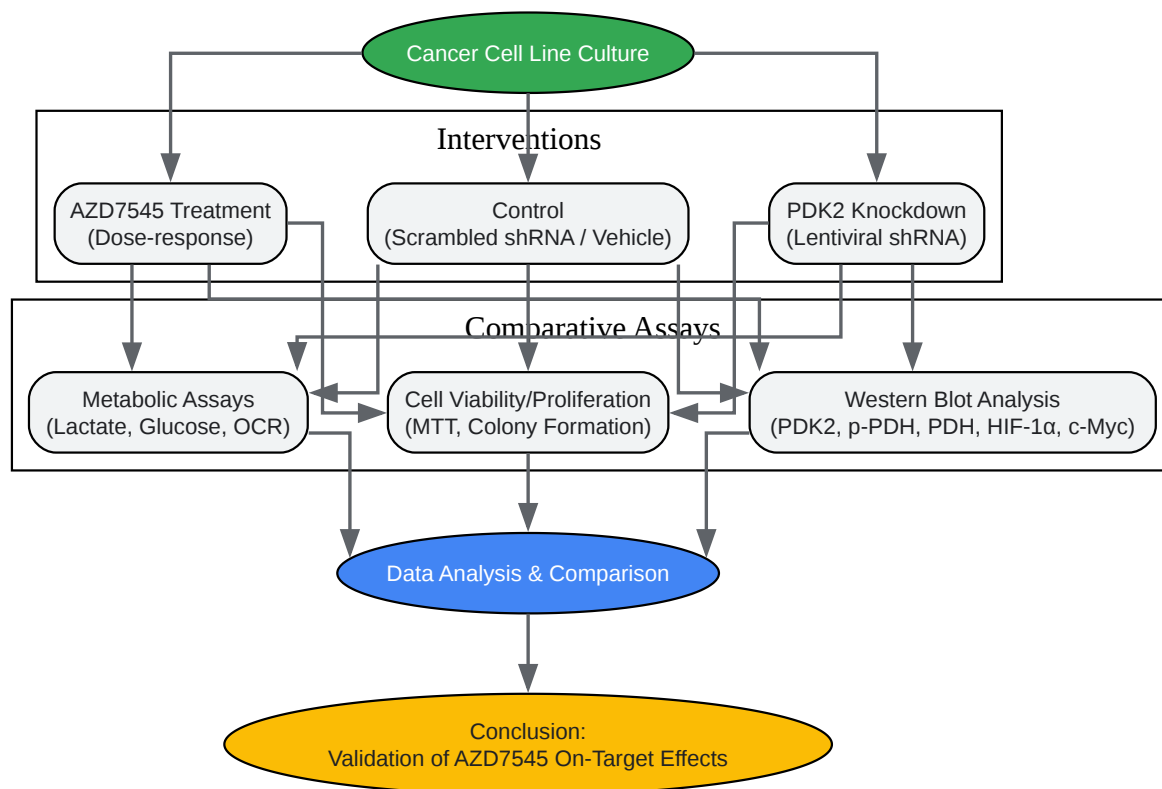 Cancer Cell Line Culture
Interventions
AZD7545 Treatment
(Dose-response)
Control
(Scrambled shRNA / Vehicle)
PDK2 Knockdown
(Lentiviral shRNA)
Comparative Assays
Metabolic Assays
(Lactate, Glucose, OCR)
Cell Viability/Proliferation
(MTT, Colony Formation)
Western Blot Analysis
(PDK2, p-PDH, PDH, HIF-1α, c-Myc)
Data Analysis & Comparison
Conclusion:
Validation of AZD7545 On-Target Effects